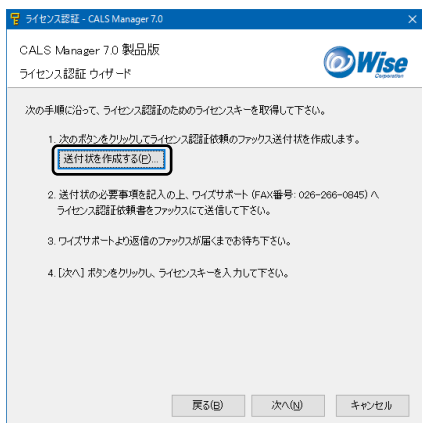 ライセンス認証 - CALS Manager 7.0
CALS Manager 7.0 製品版
ライセンス認証 ウィザード
Wise
Corporation
次の手順に沿って、ライセンス認証のためのライセンスキーを取得して下さい。
1. 次のボタンをクリックしてライセンス認証依頼のファックス送付状を作成します。
送付状を作成する(P)...
2. 送付状の必要事項を記入の上、ワイズサポート (FAX番号: 026-266-0845) へ
ライセンス認証依頼書をファックスにて送信して下さい。
3. ワイズサポートより返信のファックスが届くまでお待ち下さい。
4. [次へ] ボタンをクリックし、ライセンスキーを入力して下さい。
戻る(B)
次へ(N)
キャンセル